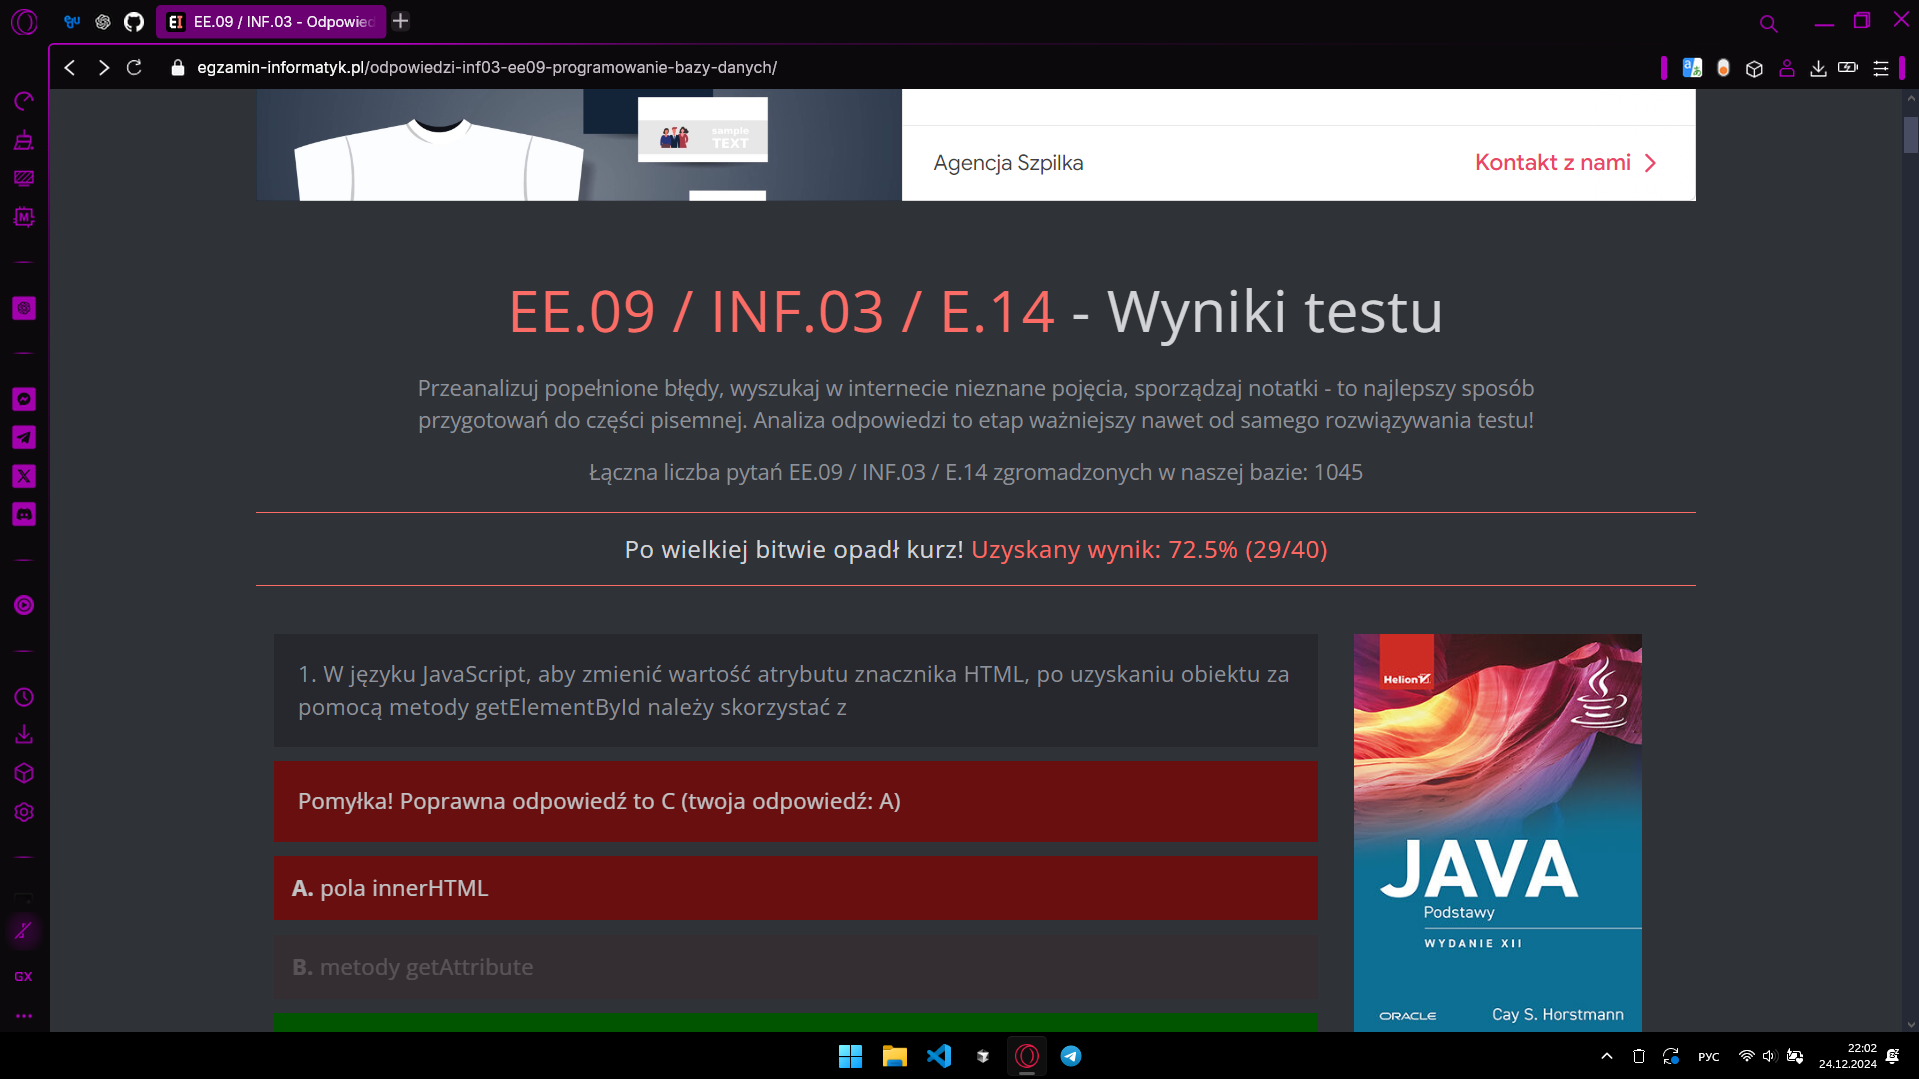 EE.09 / INF.03 - Odpowied
egzamin-informatyk.pl/odpowiedzi-inf03-ee09-programowanie-bazy-danych/
sample
TEXT
Agencja Szpilka
Kontakt z nami
EE.09 / INF.03 / E.14 - Wyniki testu
Przeanalizuj popełnione błędy, wyszukaj w internecie nieznane pojęcia, sporządzaj notatki - to najlepszy sposób
przygotowań do części pisemnej. Analiza odpowiedzi to etap ważniejszy nawet od samego rozwiązywania testu!
Łączna liczba pytań EE.09 / INF.03 / E.14 zgromadzonych w naszej bazie: 1045
Po wielkiej bitwie opadł kurz! Uzyskany wynik: 72.5% (29/40)
1. W języku JavaScript, aby zmienić wartość atrybutu znacznika HTML, po uzyskaniu obiektu za
pomocą metody getElementById należy skorzystać z
Pomyłka! Poprawna odpowiedź to C (twoja odpowiedź: A)
A. pola innerHTML
B. metody getAttribute
Helion
JAVA
Podstawy
WYDANIE XII
ORACLE
Cay S. Horstmann
GX
РУС
22:02
24.12.2024